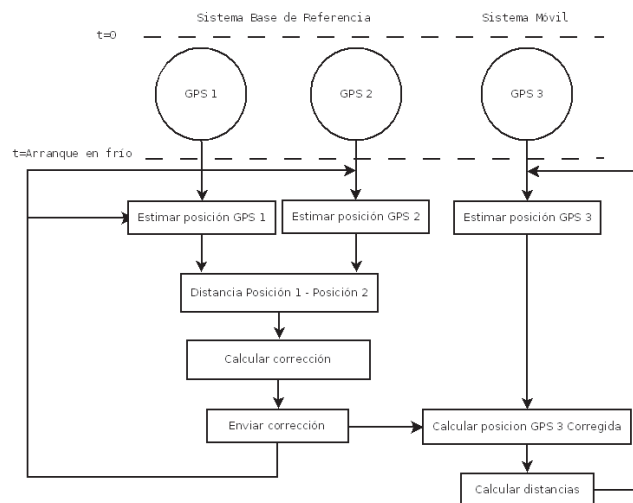 Sistema Base de Referencia
Sistema Móvil
t=0
GPS 1
GPS 2
GPS 3
t=Arranque en frío
Estimar posición GPS 1
Estimar posición GPS 2
Estimar posición GPS 3
Distancia Posición 1 - Posición 2
Calcular corrección
Enviar corrección
Calcular posicion GPS 3 Corregida
Calcular distancias